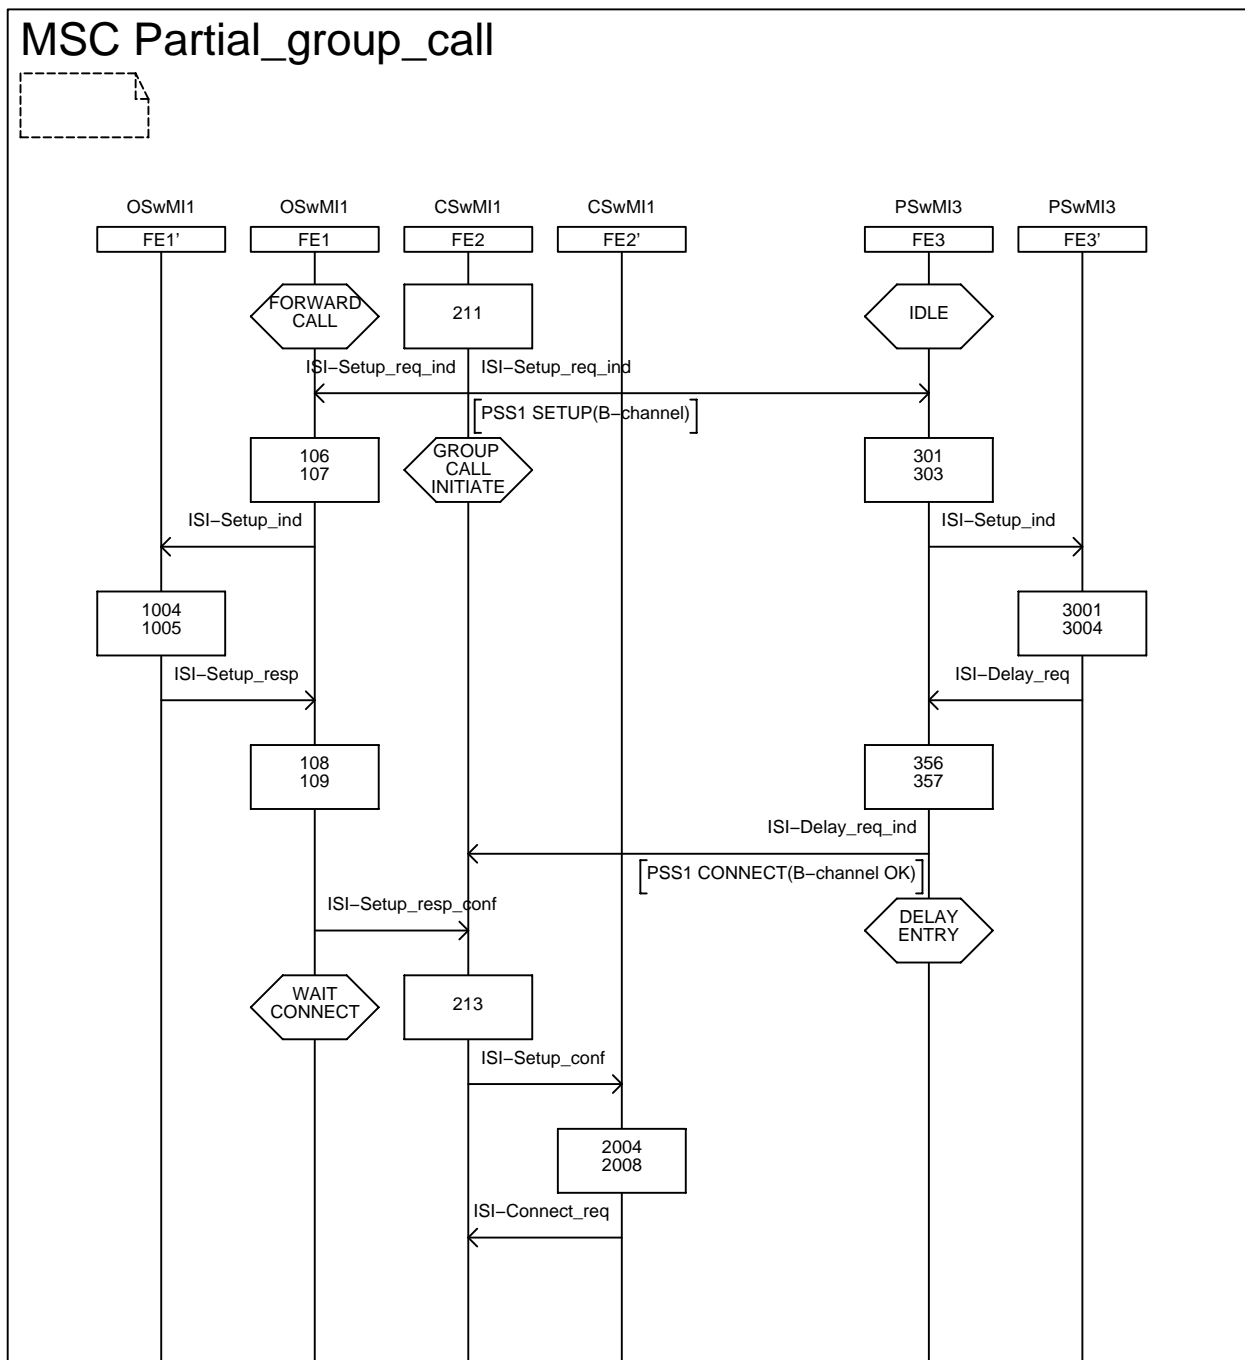 MSC Partial_group_call
OSwMI1 OSwMI1 CSwMI1 CSwMI1 PSwMI3 PSwMI3
FE1' FE1 FE2 FE2' FE3 FE3'
FORWARD
CALL
211
IDLE
ISI-Setup_req_ind ISI-Setup_req_ind
PSS1 SETUP(B-channel)
106
107
GROUP
CALL
INITIATE
301
303
ISI-Setup_ind ISI-Setup_ind
1004
1005
3001
3004
ISI-Setup_resp ISI-Delay_req
108
109
356
357
ISI-Delay_req_ind
PSS1 CONNECT(B-channel OK)
ISI-Setup_resp_conf
DELAY
ENTRY
WAIT
CONNECT
213
ISI-Setup_conf
2004
2008
ISI-Connect_req